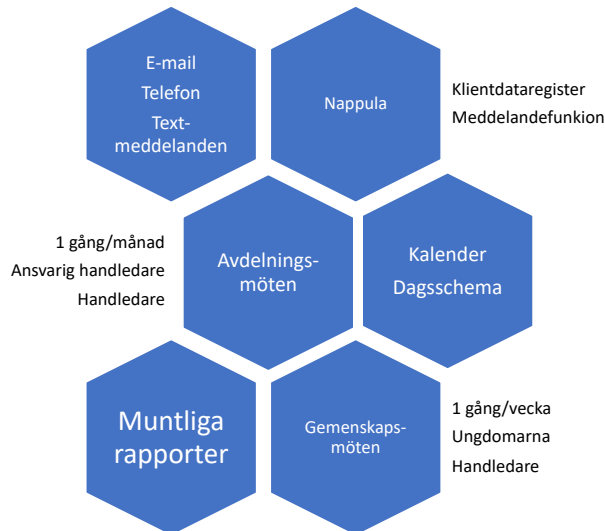 E-mail
Telefon
Text-
meddelanden
Nappula
Klientdataregister
Meddelandefunkion
1 gång/månad
Ansvarig handledare
Handledare
Avdelnings-
möten
Kalender
Dagsschema
Muntliga
rapporter
Gemenskaps-
möten
1 gång/vecka
Ungdomarna
Handledare